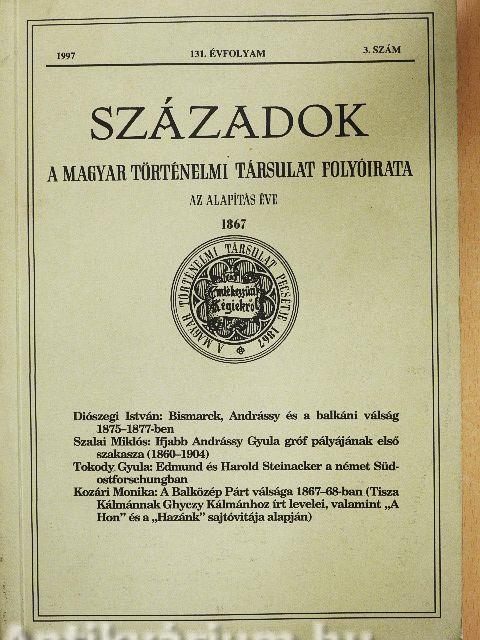 1997 131. ÉVFOLYAM 3. SZÁM
SZÁZADOK
A MAGYAR TÖRTÉNELMI TÁRSULAT FOLYÓIRATA
AZ ALAPÍTÁS ÉVE
1867
A MAGYAR TÖRTÉNELMI TÁRSULAT PECSÉTJE 1867
Emlékezzünk
Régiekről
Diószegi István: Bismarck, Andrássy és a balkáni válság
1875–1877-ben
Szalai Miklós: Ifjabb Andrássy Gyula gróf pályájának első
szakasza (1860–1904)
Tokody Gyula: Edmund és Harold Steinacker a német Süd-
ostforschungban
Kozári Monika: A Balközép Párt válsága 1867–68-ban (Tisza
Kálmánnak Ghyczy Kálmánhoz írt levelei, valamint „A
Hon” és a „Hazánk” sajtóvitája alapján)
Antikvárium.hu